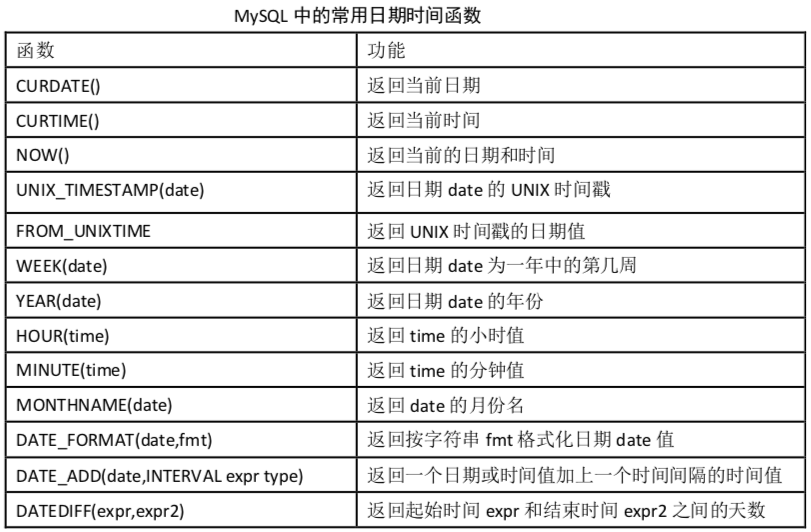 MySQL 中的常用日期时间函数
函数 功能
CURDATE() 返回当前日期
CURTIME() 返回当前时间
NOW() 返回当前的日期和时间
UNIX_TIMESTAMP(date) 返回日期 date 的 UNIX 时间戳
FROM_UNIXTIME 返回 UNIX 时间戳的日期值
WEEK(date) 返回日期 date 为一年中的第几周
YEAR(date) 返回日期 date 的年份
HOUR(time) 返回 time 的小时值
MINUTE(time) 返回 time 的分钟值
MONTHNAME(date) 返回 date 的月份名
DATE_FORMAT(date,fmt) 返回按字符串 fmt 格式化日期 date 值
DATE_ADD(date,INTERVAL expr type) 返回一个日期或时间值加上一个时间间隔的时间值
DATEDIFF(expr,expr2) 返回起始时间 expr 和结束时间 expr2 之间的天数